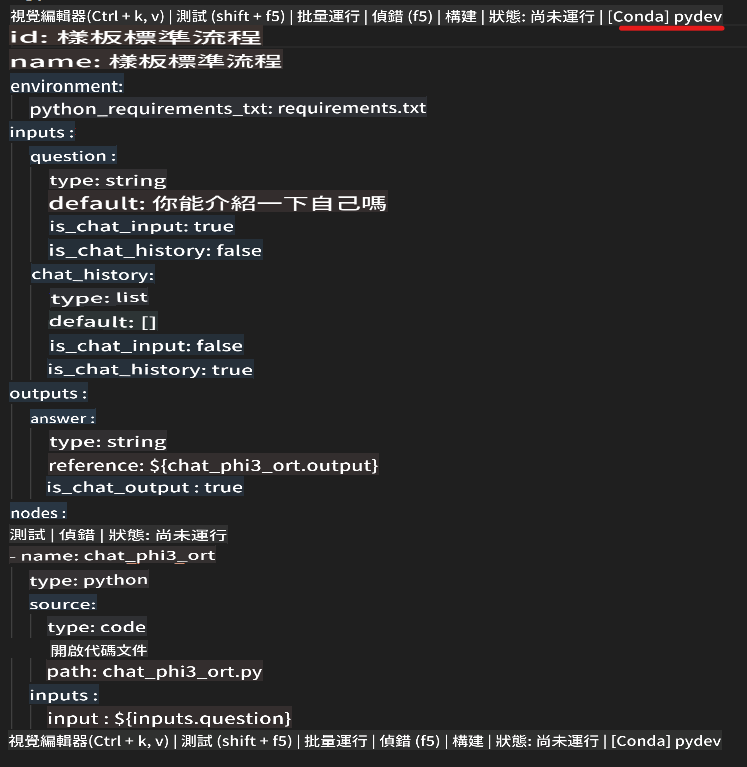 視覺編輯器(Ctrl + k, v) | 測試 (shift + f5) | 批量運行 | 偵錯 (f5) | 構建 | 狀態: 尚未運行 | [Conda] pydev
id: 樣板標準流程
name: 樣板標準流程
environment:
python_requirements_txt: requirements.txt
inputs :
question :
type: string
default: 你能介紹一下自己嗎
is_chat_input: true
is_chat_history: false
chat_history:
type: list
default: []
is_chat_input: false
is_chat_history: true
outputs :
answer :
type: string
reference: ${chat_phi3_ort.output}
is_chat_output : true
nodes :
測試 | 偵錯 | 狀態: 尚未運行
- name: chat_phi3_ort
type: python
source:
type: code
開啟代碼文件
path: chat_phi3_ort.py
inputs :
input : ${inputs.question}
視覺編輯器(Ctrl + k, v) | 測試 (shift + f5) | 批量運行 | 偵錯 (f5) | 構建 | 狀態: 尚未運行 | [Conda] pydev